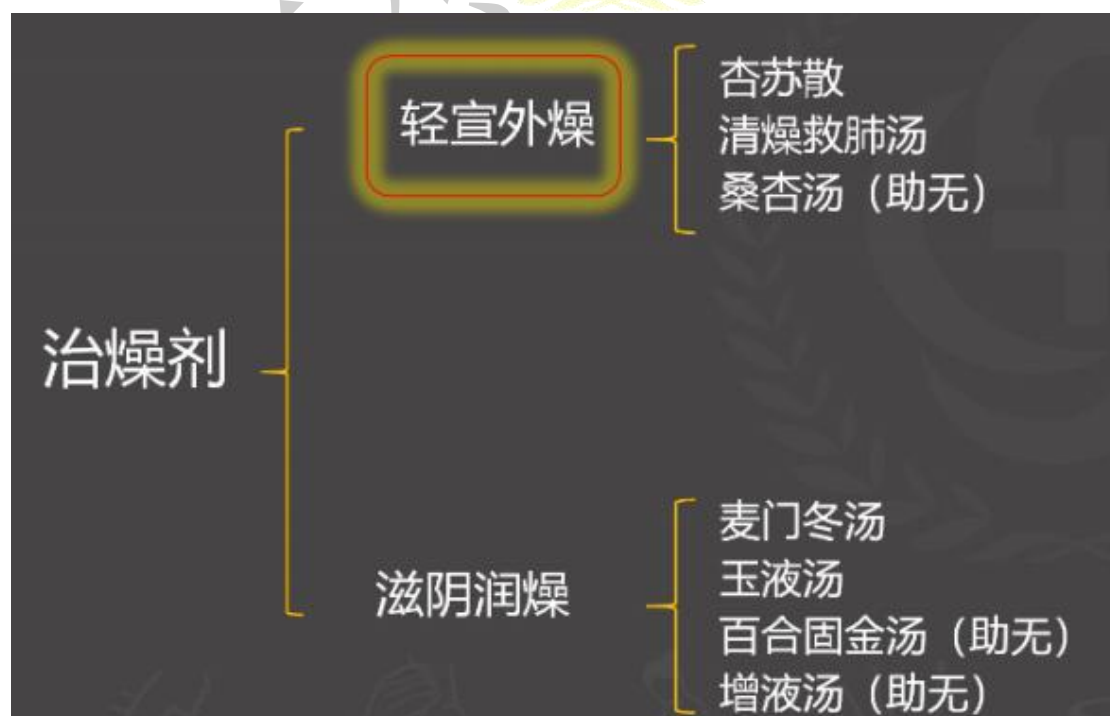 轻宣外燥
杏苏散
清燥救肺汤
桑杏汤（助无）
治燥剂
滋阴润燥
麦门冬汤
玉液汤
百合固金汤（助无）
增液汤（助无）